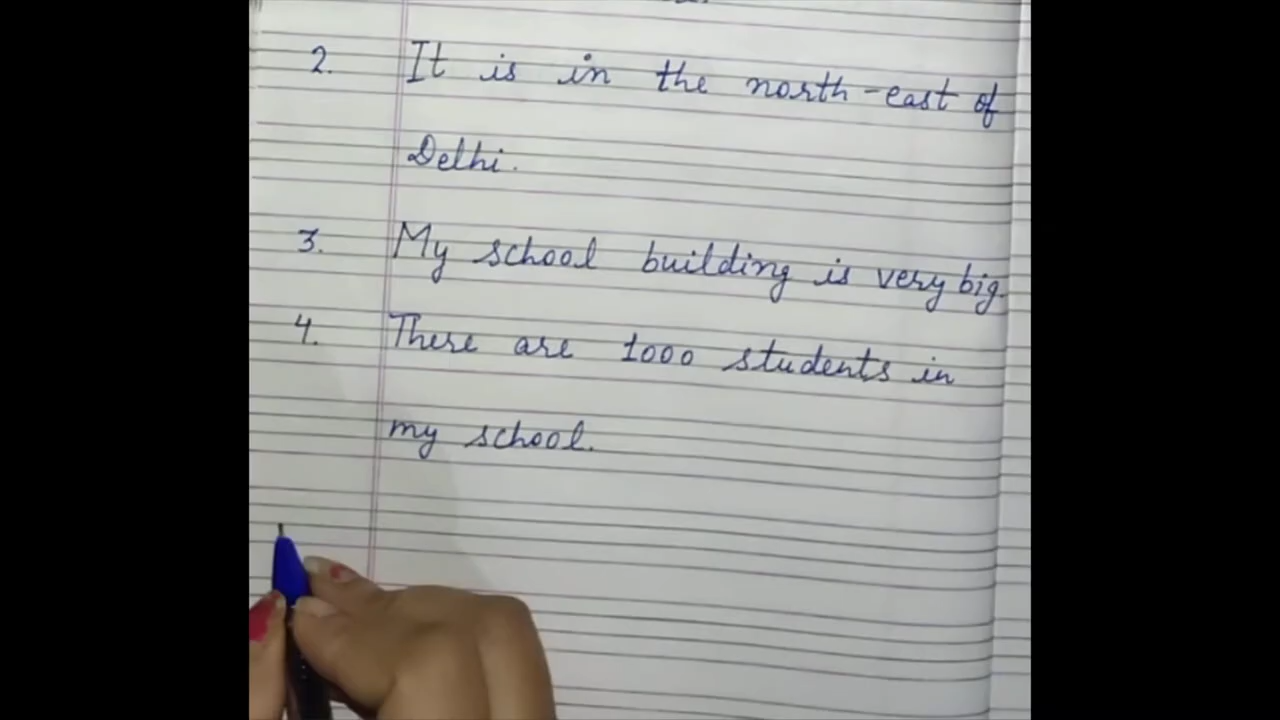 2. It is in the north-east of
Delhi.
3. My school building is very big
4. There are 1000 students in
my school.